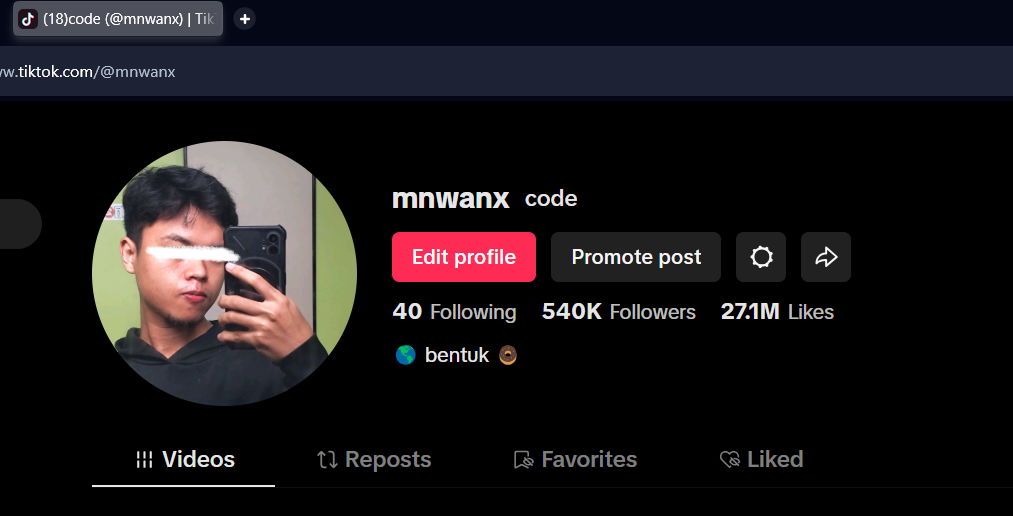 (18)code (@mnwanx) | Tik
w.tiktok.com/@mnwanx
mnwanx code
Edit profile Promote post
40 Following 540K Followers 27.1M Likes
🌎 bentuk 🍩
Videos Reposts Favorites Liked